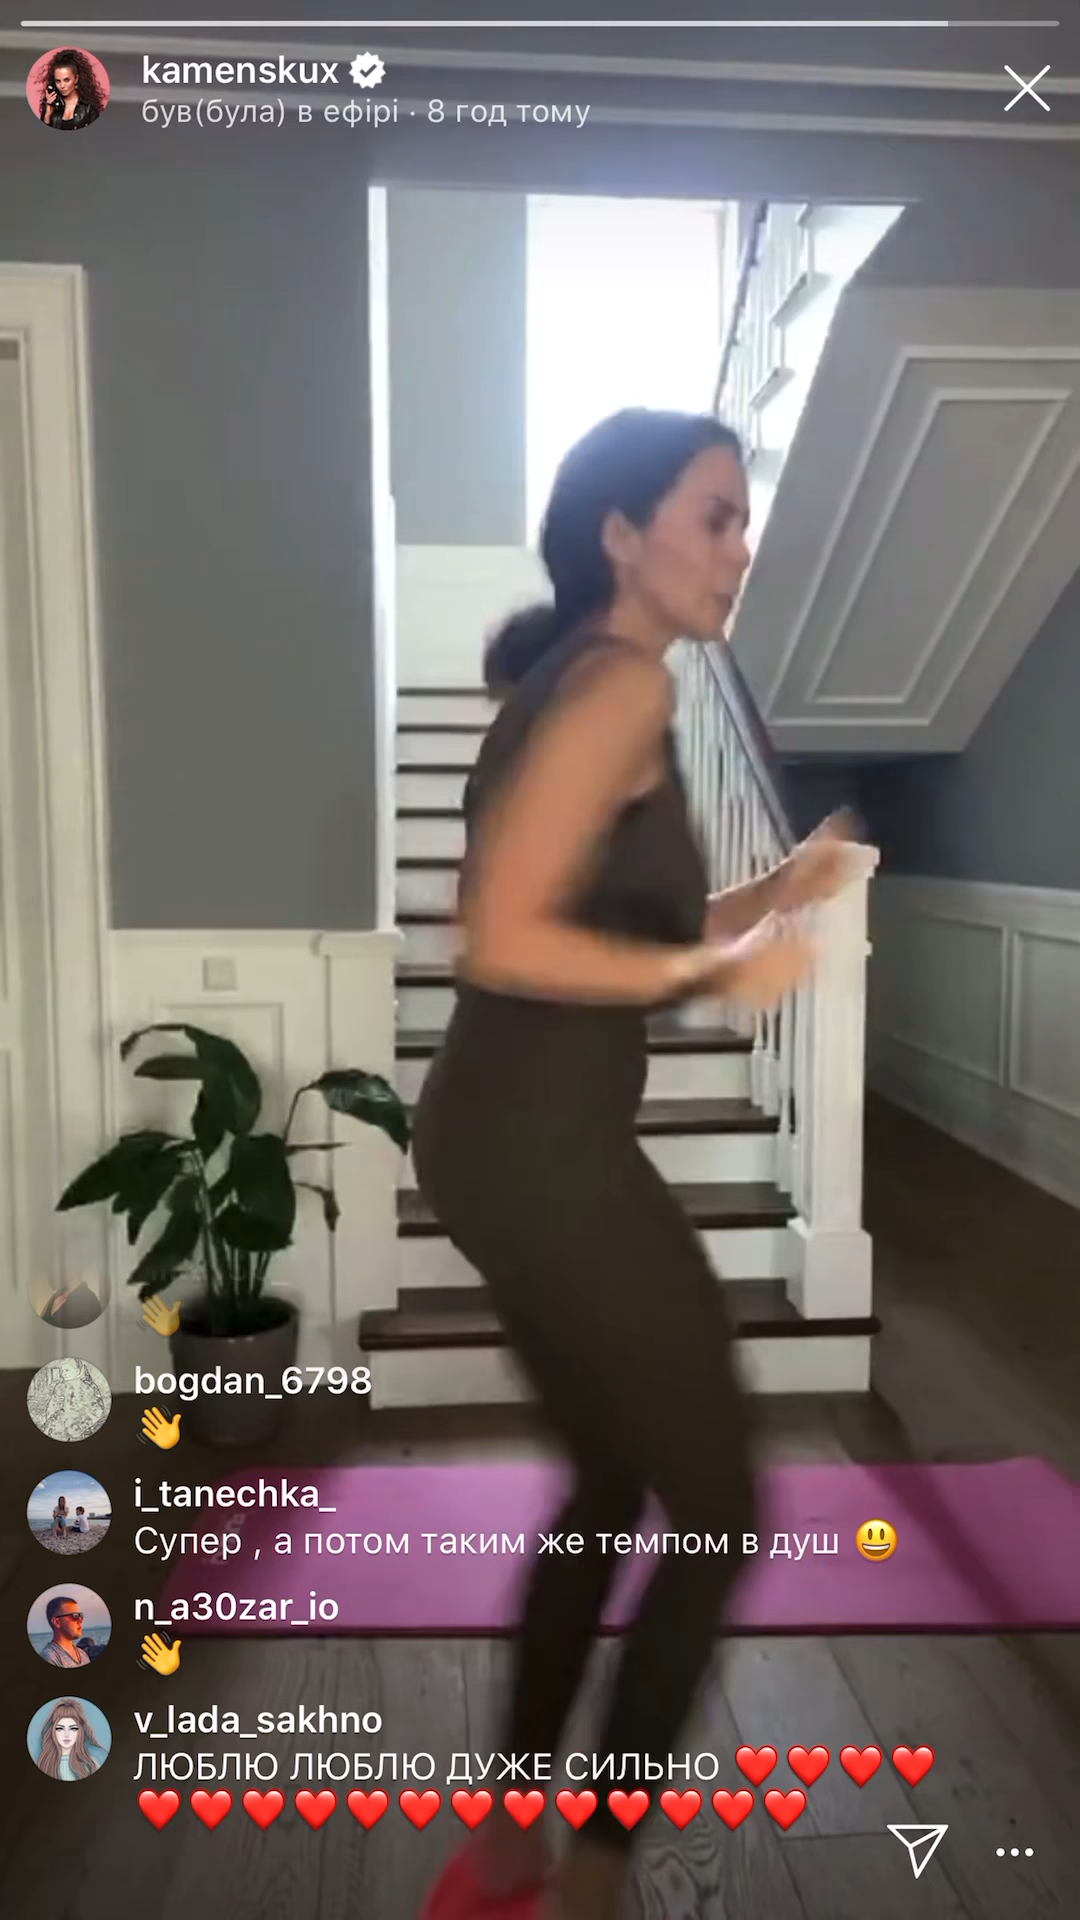 kamenskux
був(була) в ефірі · 8 год тому
bogdan_6798
👋
i_tanechka_
Супер , а потом таким же темпом в душ 😃
n_a30zar_io
👋
v_lada_sakhno
ЛЮБЛЮ ЛЮБЛЮ ДУЖЕ СИЛЬНО ❤️❤️❤️❤️
❤️❤️❤️❤️❤️❤️❤️❤️❤️❤️❤️❤️❤️